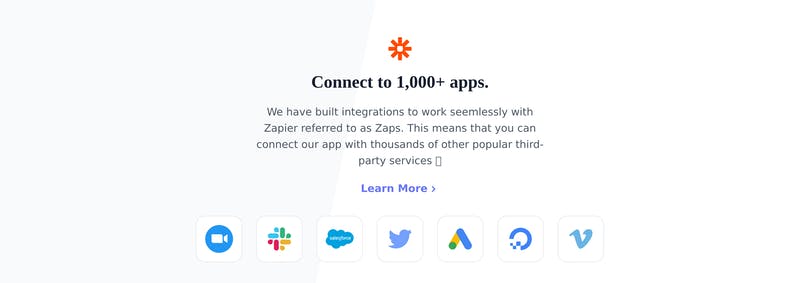 Connect to 1,000+ apps.
We have built integrations to work seemlessly with
Zapier referred to as Zaps. This means that you can
connect our app with thousands of other popular third-
party services
Learn More ›
salesforce